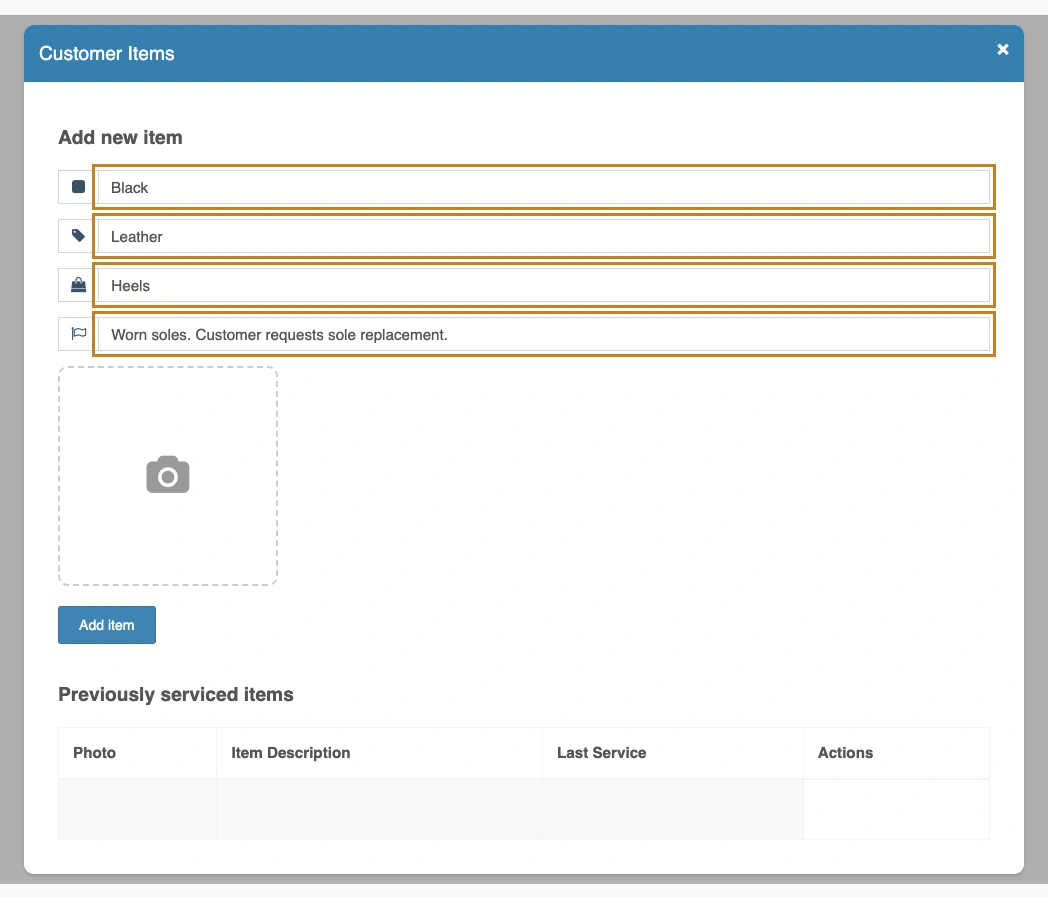 Customer Items
Add new item
Black
Leather
Heels
Worn soles. Customer requests sole replacement.
Add item
Previously serviced items
Photo Item Description Last Service Actions